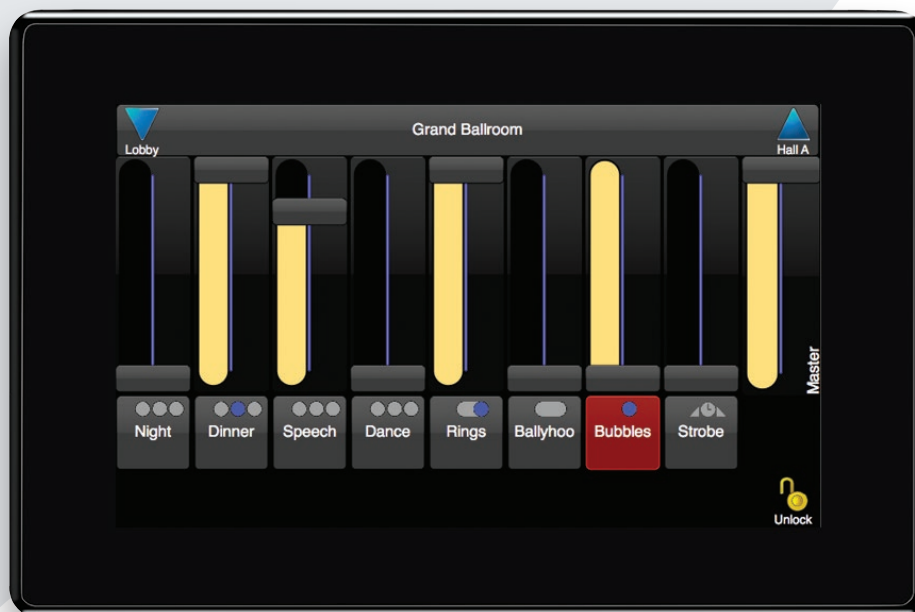 Grand Ballroom
Lobby
Hall A
Master
Night
Dinner
Speech
Dance
Rings
Ballyhoo
Bubbles
Strobe
Unlock